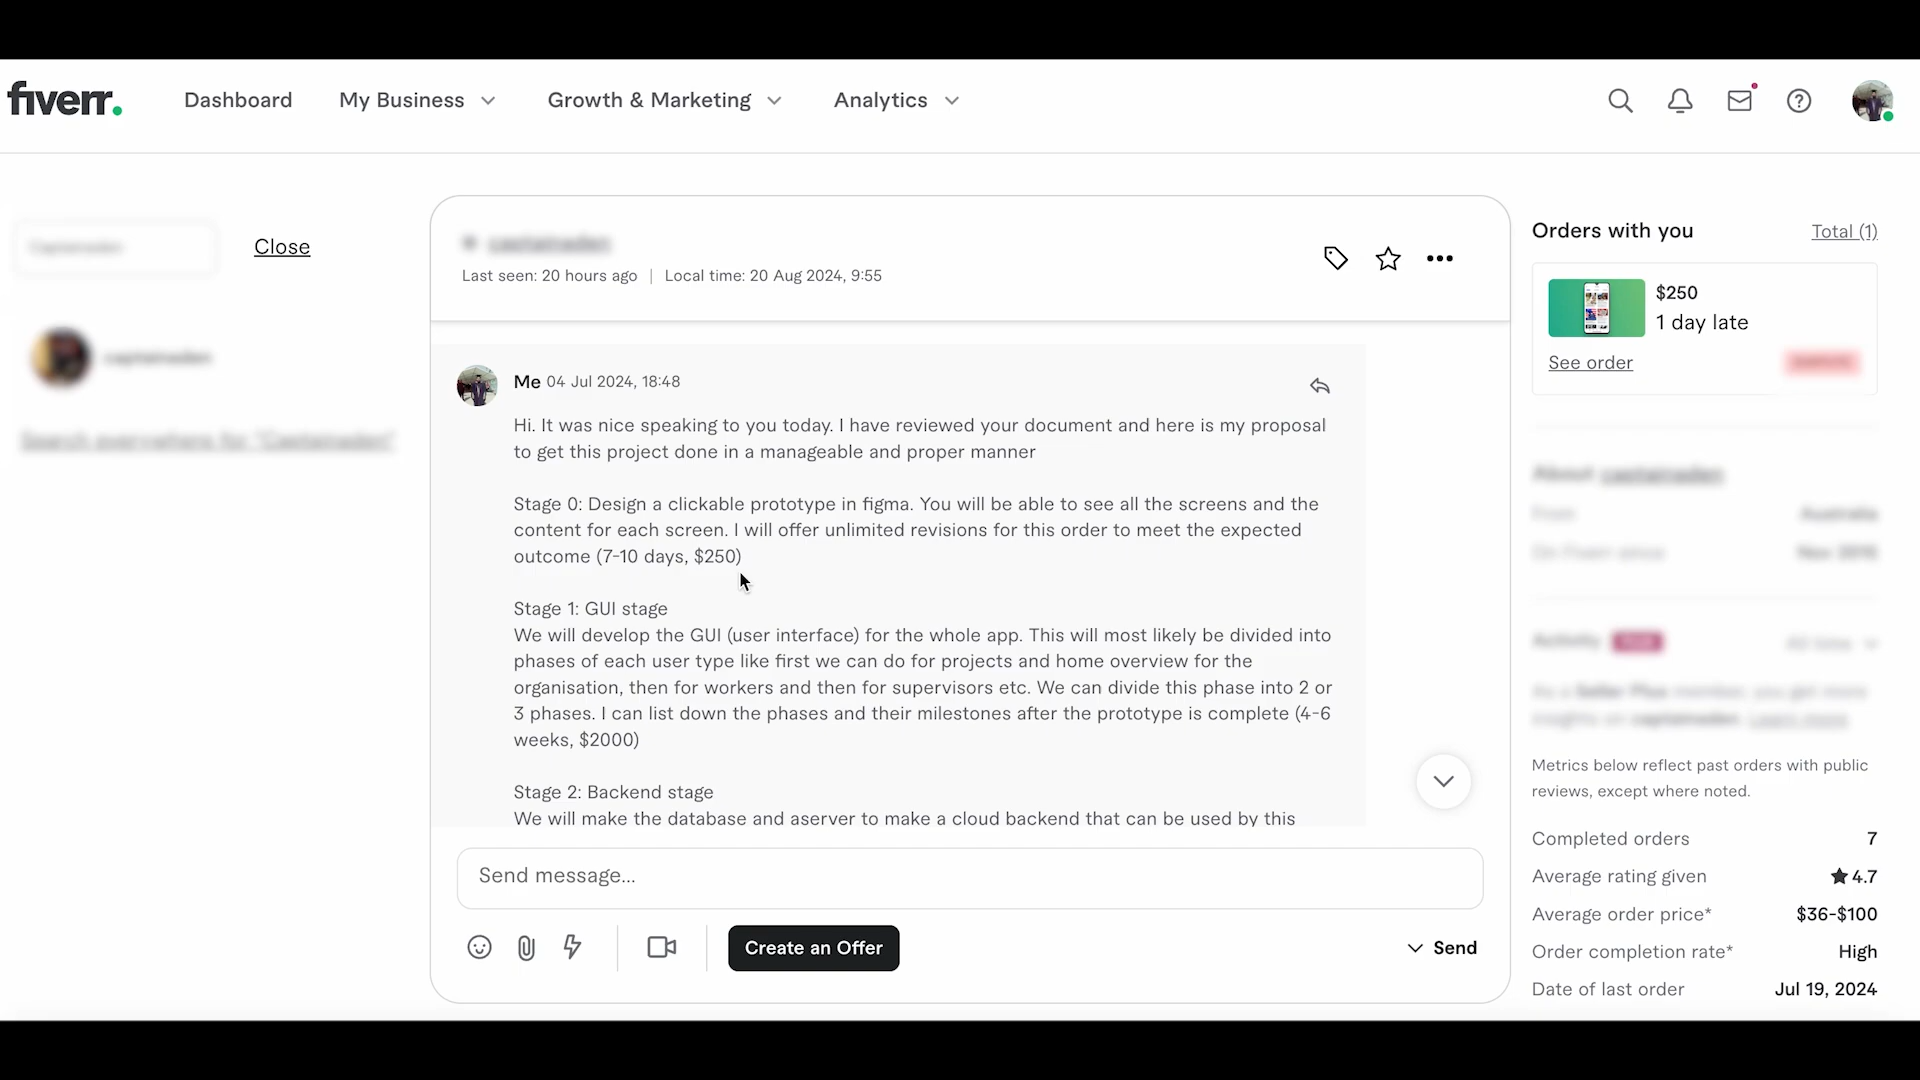 fiverr.
Dashboard
My Business
Growth & Marketing
Analytics
Close
Last seen: 20 hours ago | Local time: 20 Aug 2024, 9:55
Me 04 Jul 2024, 18:48
Hi. It was nice speaking to you today. I have reviewed your document and here is my proposal
to get this project done in a manageable and proper manner
Stage 0: Design a clickable prototype in figma. You will be able to see all the screens and the
content for each screen. I will offer unlimited revisions for this order to meet the expected
outcome (7-10 days, $250)
Stage 1: GUI stage
We will develop the GUI (user interface) for the whole app. This will most likely be divided into
phases of each user type like first we can do for projects and home overview for the
organisation, then for workers and then for supervisors etc. We can divide this phase into 2 or
3 phases. I can list down the phases and their milestones after the prototype is complete (4-6
weeks, $2000)
Stage 2: Backend stage
We will make the database and aserver to make a cloud backend that can be used by this
Send message...
Create an Offer
Send
Orders with you
Total (1)
$250
1 day late
See order
Metrics below reflect past orders with public
reviews, except where noted.
Completed orders 7
Average rating given ★ 4.7
Average order price* $36-$100
Order completion rate* High
Date of last order Jul 19, 2024